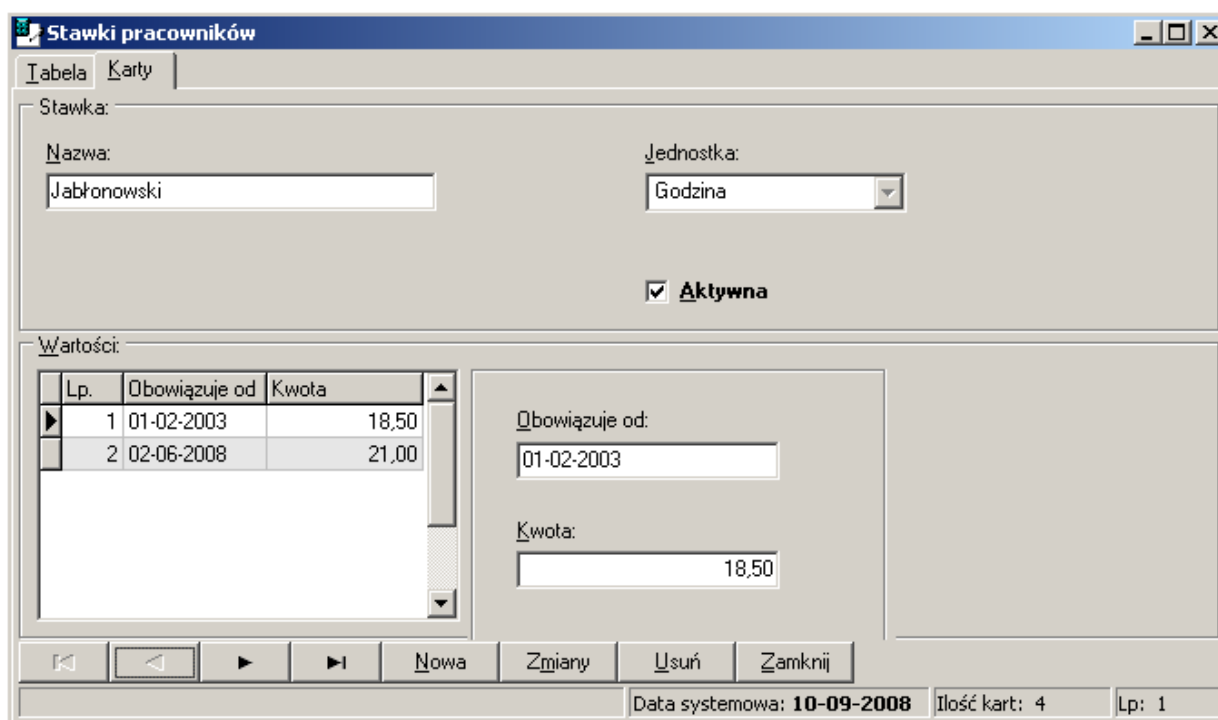 Stawki pracowników
Tabela Karty
Stawka:
Nazwa: Jednostka:
Jabłonowski Godzina
Aktywna
Wartości:
Lp. Obowiązuje od Kwota
1 01-02-2003 18,50
2 02-06-2008 21,00
Obowiązuje od:
01-02-2003
Kwota:
18,50
Nowa Zmiany Usuń Zamknij
Data systemowa: 10-09-2008 Ilość kart: 4 Lp: 1